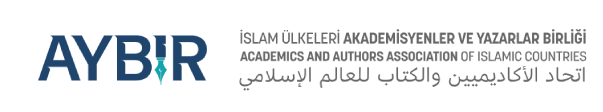 AYBİR
İSLAM ÜLKELERİ AKADEMİSYENLER VE YAZARLAR BİRLİĞİ
ACADEMICS AND AUTHORS ASSOCIATION OF ISLAMIC COUNTRIES
اتحاد الأكاديميين والكتاب للعالم الإسلامي